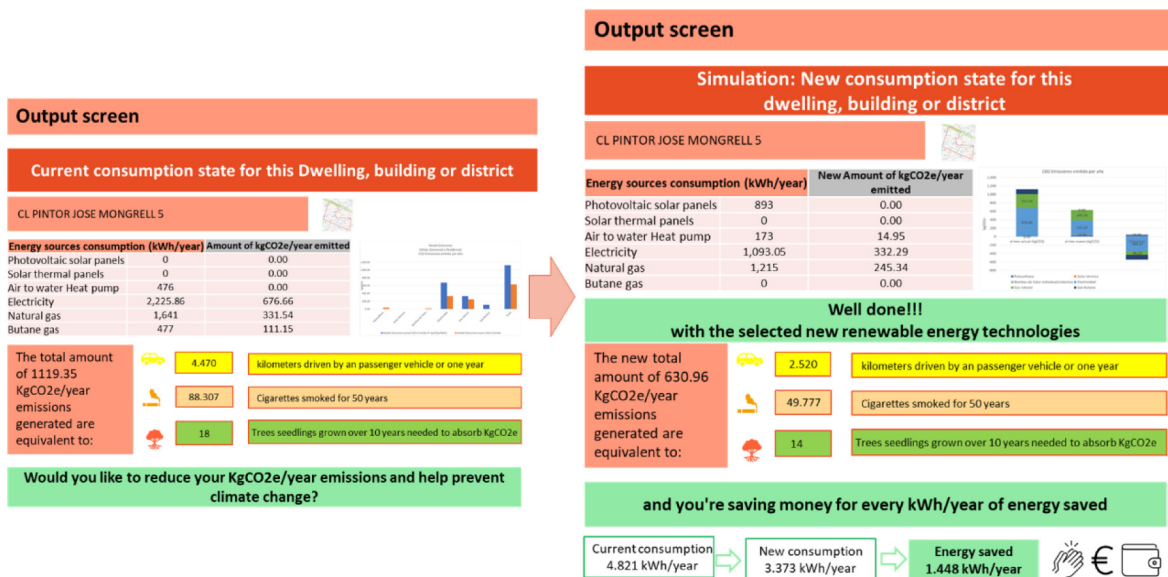 Output screen
Current consumption state for this Dwelling, building or district
CL PINTOR JOSE MONGRELL 5
Energy sources consumption (kWh/year) Amount of kgCO2e/year emitted
Photovoltaic solar panels 0 0.00
Solar thermal panels 0 0.00
Air to water Heat pump 476 0.00
Electricity 2,225.86 676.66
Natural gas 1,641 331.54
Butane gas 477 111.15
The total amount
of 1119.35
KgCO2e/year
emissions
generated are
equivalent to:
4.470 kilometers driven by an passenger vehicle or one year
88.307 Cigarettes smoked for 50 years
18 Trees seedlings grown over 10 years needed to absorb KgCO2e
Would you like to reduce your KgCO2e/year emissions and help prevent
climate change?
Output screen
Simulation: New consumption state for this
dwelling, building or district
CL PINTOR JOSE MONGRELL 5
Energy sources consumption (kWh/year) New Amount of kgCO2e/year
emitted
Photovoltaic solar panels 893 0.00
Solar thermal panels 0 0.00
Air to water Heat pump 173 14.95
Electricity 1,093.05 332.29
Natural gas 1,215 245.34
Butane gas 0 0.00
Well done!!!
with the selected new renewable energy technologies
The new total
amount of 630.96
KgCO2e/year
emissions
generated are
equivalent to:
2.520 kilometers driven by an passenger vehicle or one year
49.777 Cigarettes smoked for 50 years
14 Trees seedlings grown over 10 years needed to absorb KgCO2e
and you're saving money for every kWh/year of energy saved
Current consumption
4.821 kWh/year
New consumption
3.373 kWh/year
Energy saved
1.448 kWh/year
€